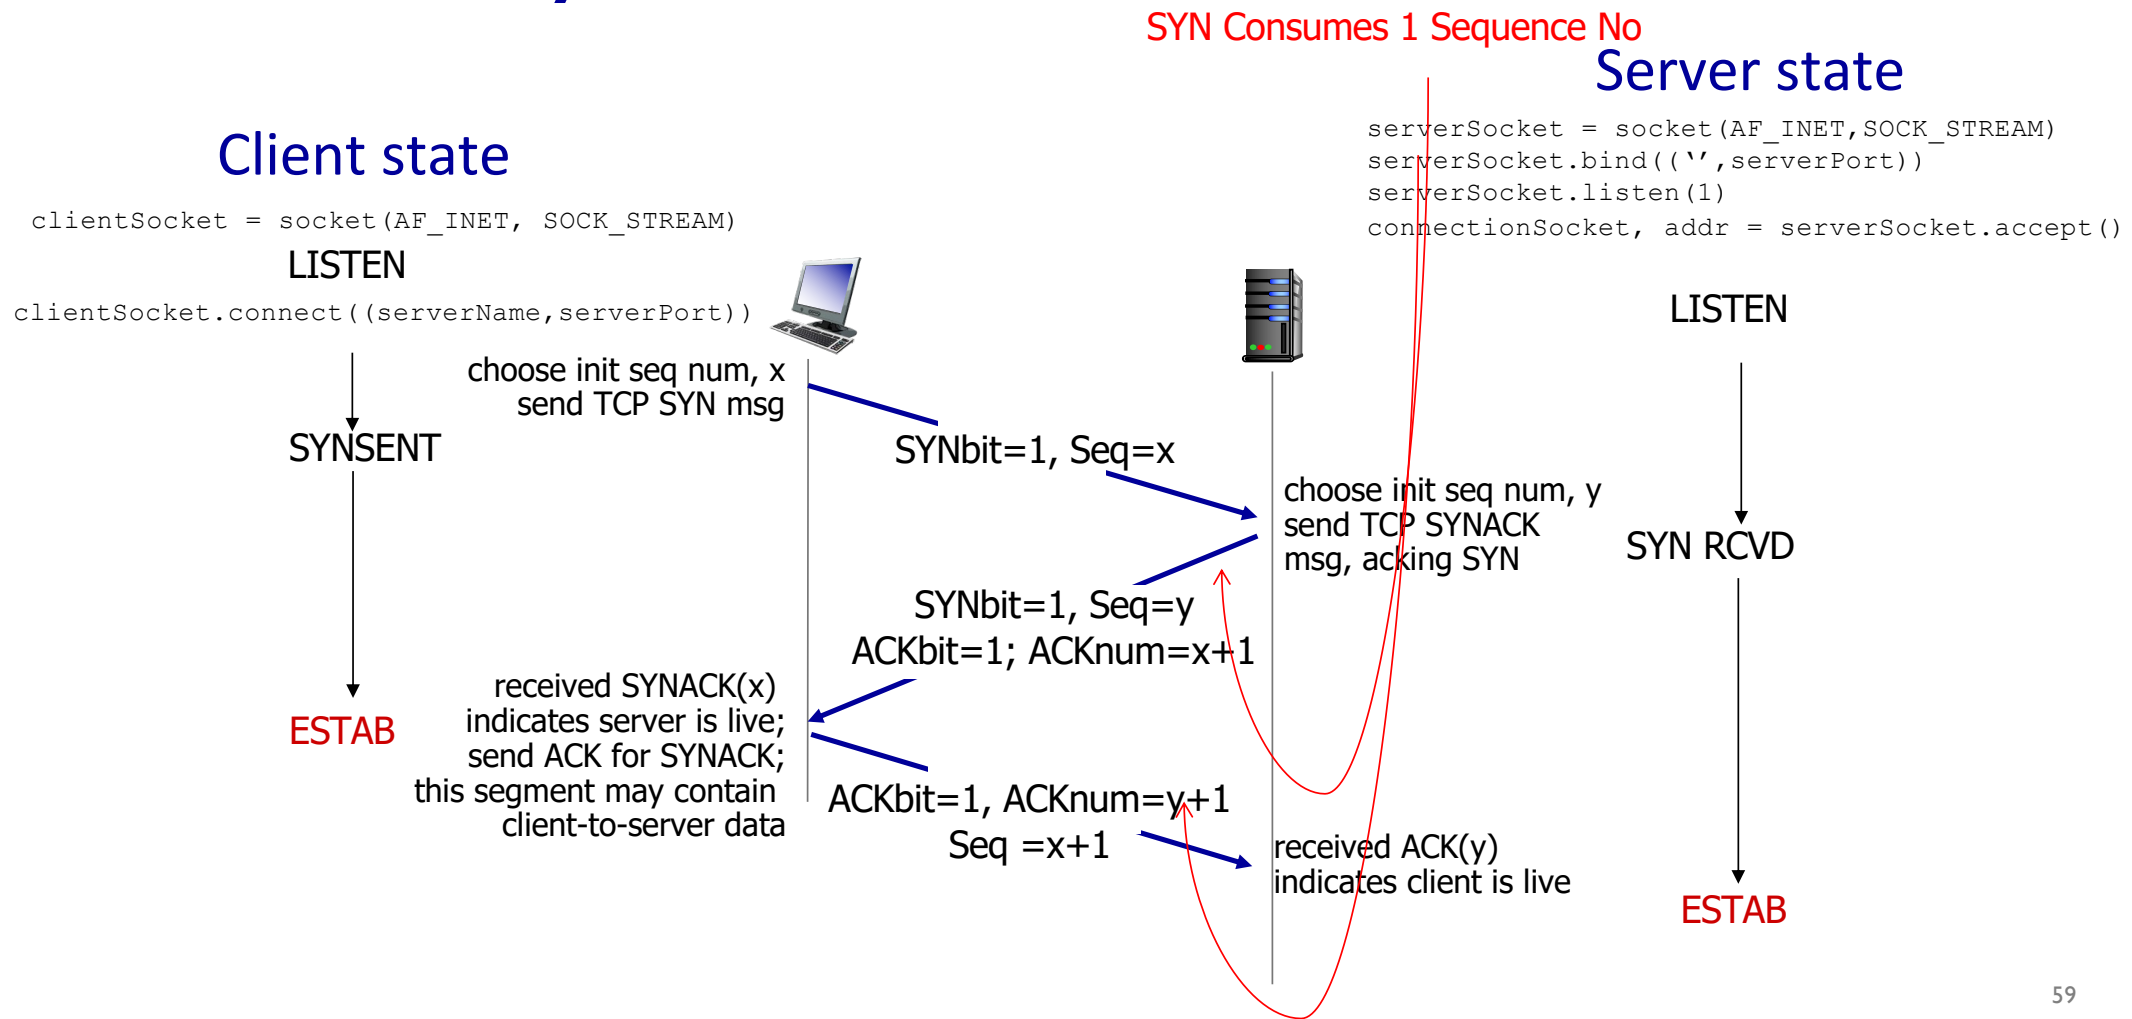 SYN Consumes 1 Sequence No
Server state
Client state
serverSocket = socket(AF_INET,SOCK_STREAM)
serverSocket.bind((‘’,serverPort))
serverSocket.listen(1)
connectionSocket, addr = serverSocket.accept()
clientSocket = socket(AF_INET, SOCK_STREAM)
LISTEN
clientSocket.connect((serverName,serverPort))
LISTEN
choose init seq num, x
send TCP SYN msg
SYNSENT
SYNbit=1, Seq=x
choose init seq num, y
send TCP SYNACK
msg, acking SYN
SYN RCVD
SYNbit=1, Seq=y
ACKbit=1; ACKnum=x+1
received SYNACK(x)
indicates server is live;
send ACK for SYNACK;
this segment may contain
client-to-server data
ESTAB
ACKbit=1, ACKnum=y+1
Seq =x+1
received ACK(y)
indicates client is live
ESTAB
59